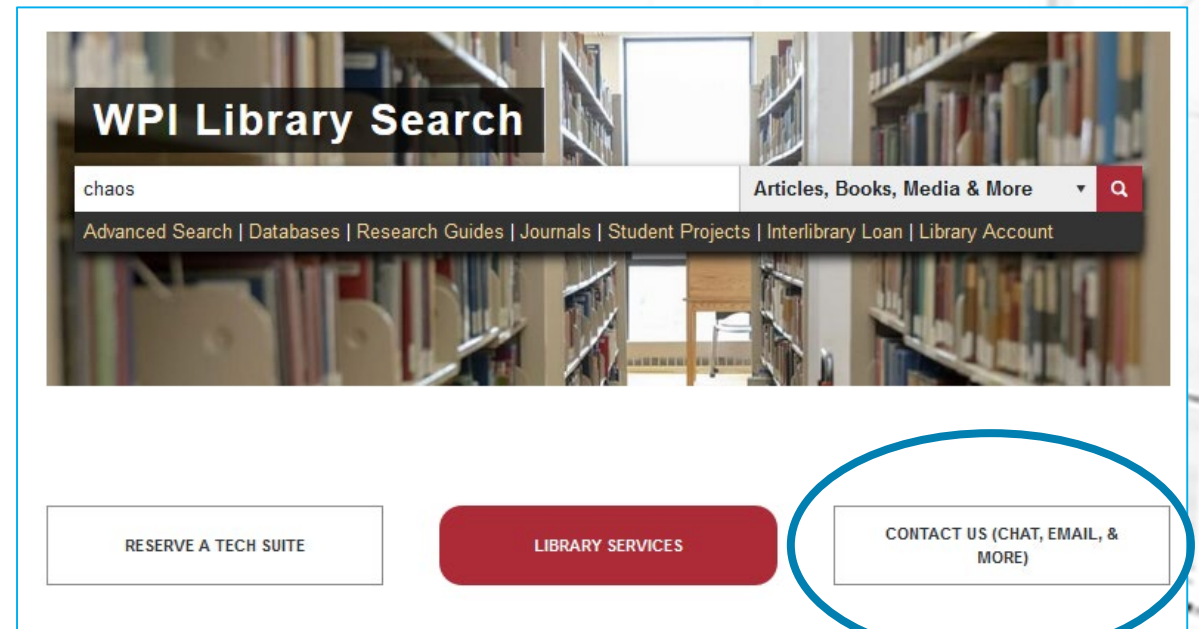 WPI Library Search
chaos
Articles, Books, Media & More
Advanced Search | Databases | Research Guides | Journals | Student Projects | Interlibrary Loan | Library Account
RESERVE A TECH SUITE
LIBRARY SERVICES
CONTACT US (CHAT, EMAIL, &
MORE)